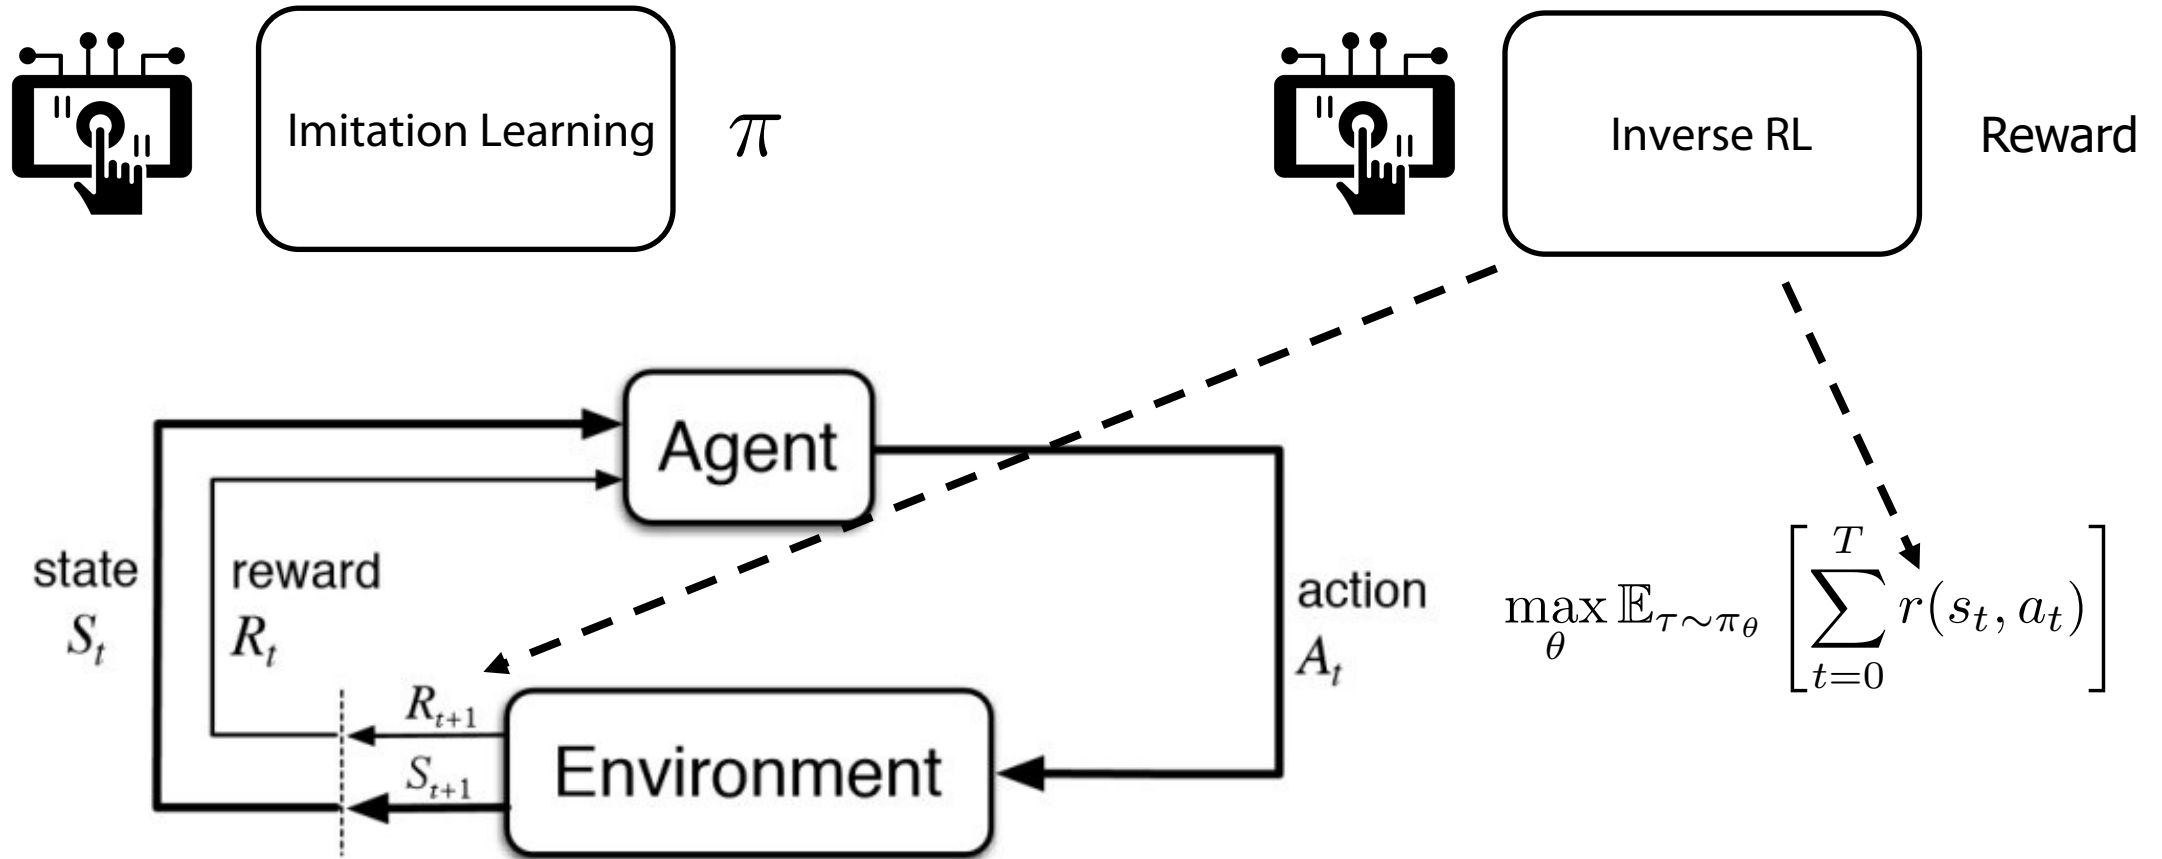 Imitation Learning
π
Inverse RL
Reward
Agent
state
S_t
reward
R_t
action
A_t
max_θ 𝔼_{τ∼π_θ} [ ∑_{t=0}^{T} r(s_t, a_t) ]
R_{t+1}
S_{t+1}
Environment